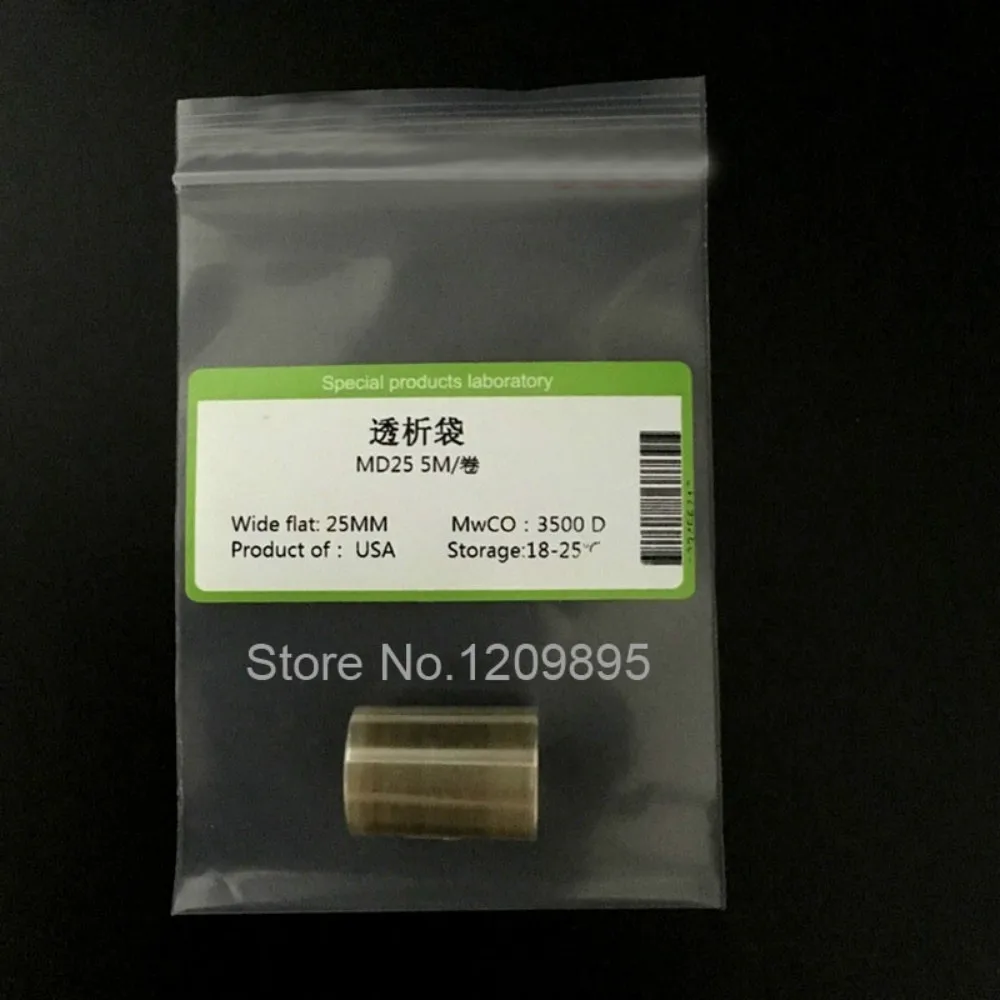 Special products laboratory
透析袋
MD25 5M/卷
Wide flat: 25MM MwCO : 3500 D
Product of : USA Storage:18-25℃
Store No.1209895